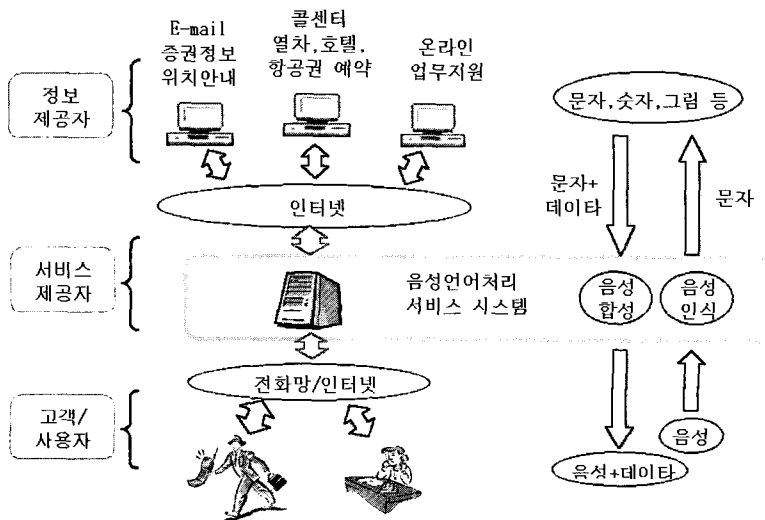 E-mail
증권정보
위치안내
콜센터
열차,호텔,
항공권 예약
온라인
업무지원
정보
제공자
인터넷
문자,숫자,그림 등
문자+
데이타
문자
서비스
제공자
음성언어처리
서비스 시스템
음성
합성
음성
인식
전화망/인터넷
고객/
사용자
음성
음성+데이타